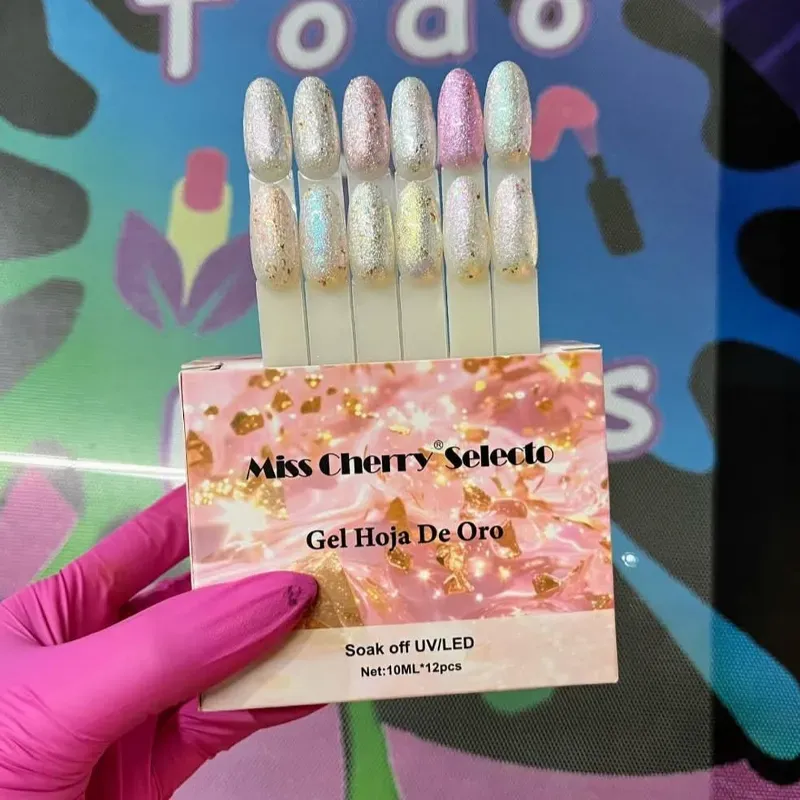 Todo
s
Miss Cherry® Selecto
Gel Hoja De Oro
Soak off UV/LED
Net:10ML*12pcs